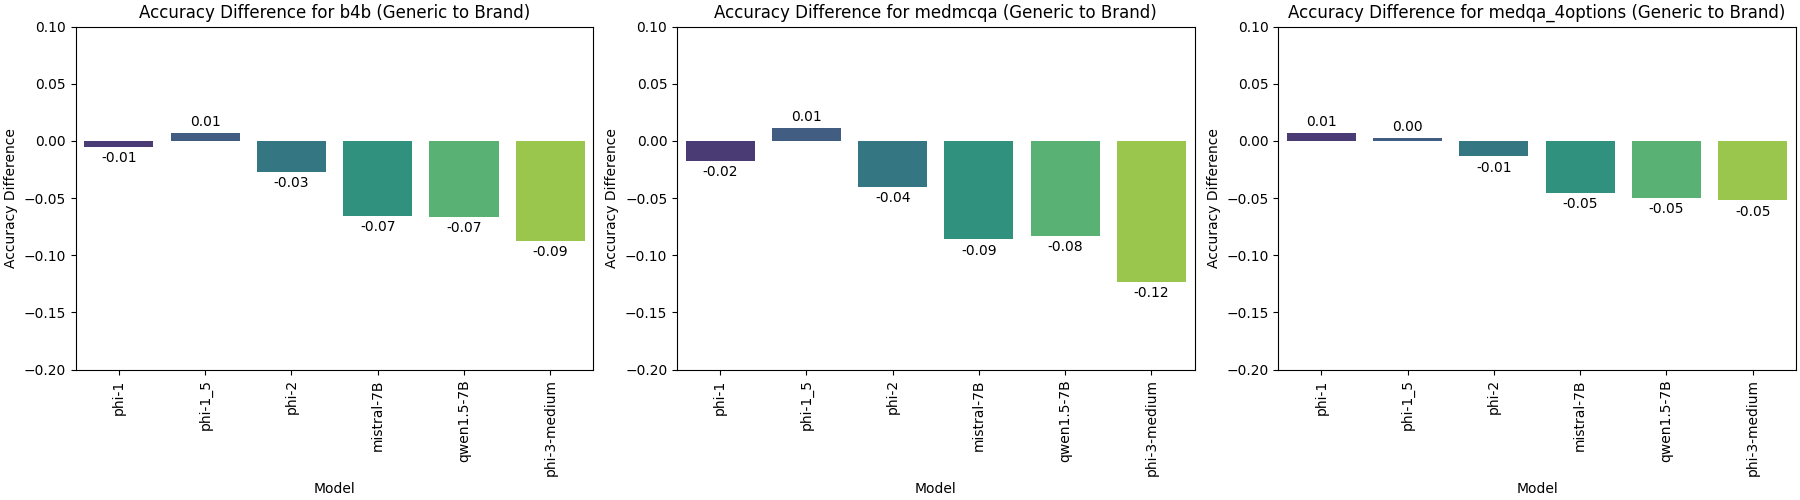 Accuracy Difference for b4b (Generic to Brand)
Accuracy Difference
0.10
0.05
0.00
−0.05
−0.10
−0.15
−0.20
-0.01
0.01
-0.03
-0.07
-0.07
-0.09
phi-1
phi-1_5
phi-2
mistral-7B
qwen1.5-7B
phi-3-medium
Model
Accuracy Difference for medmcqa (Generic to Brand)
Accuracy Difference
0.10
0.05
0.00
−0.05
−0.10
−0.15
−0.20
-0.02
0.01
-0.04
-0.09
-0.08
-0.12
phi-1
phi-1_5
phi-2
mistral-7B
qwen1.5-7B
phi-3-medium
Model
Accuracy Difference for medqa_4options (Generic to Brand)
Accuracy Difference
0.10
0.05
0.00
−0.05
−0.10
−0.15
−0.20
0.01
0.00
-0.01
-0.05
-0.05
-0.05
phi-1
phi-1_5
phi-2
mistral-7B
qwen1.5-7B
phi-3-medium
Model